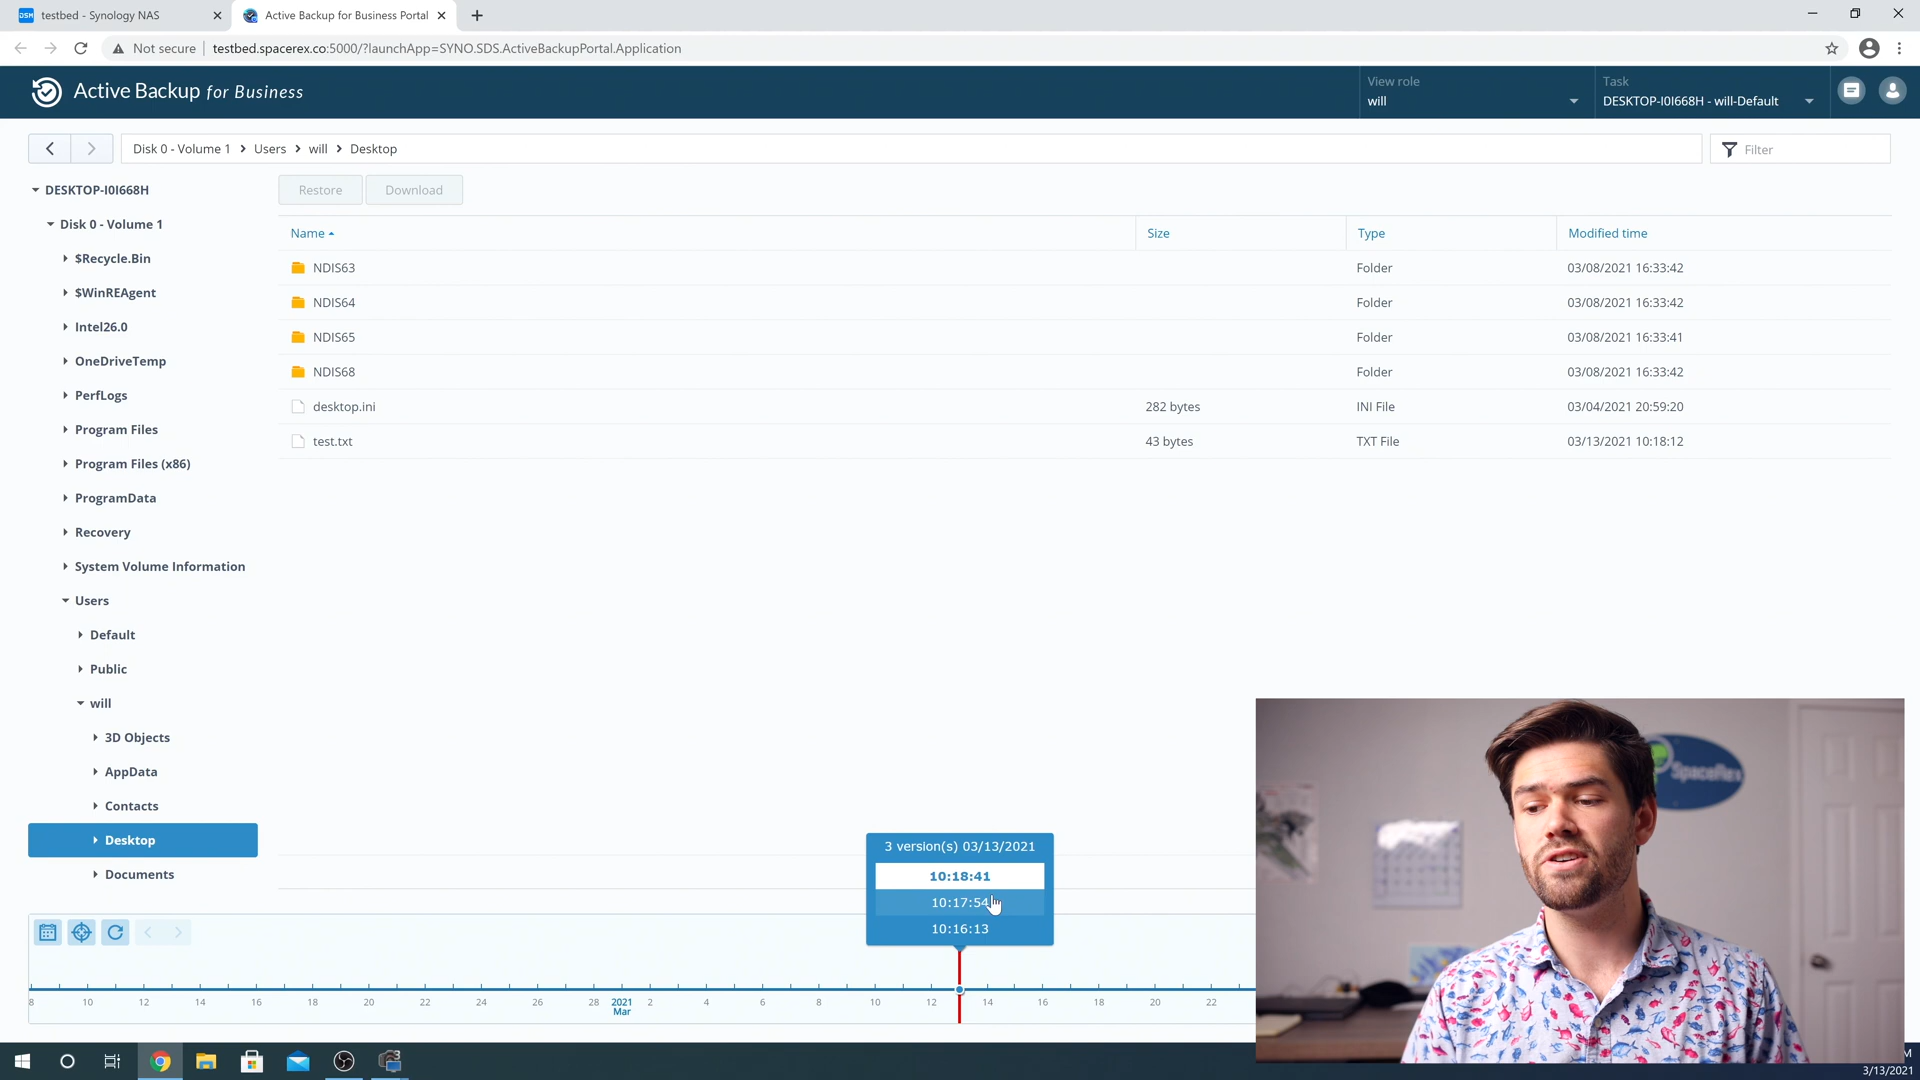 testbed - Synology NAS
Active Backup for Business Portal
Not secure
testbed.spacerex.co:5000/?launchApp=SYNO.SDS.ActiveBackupPortal.Application
Active Backup for Business
View role
will
Task
DESKTOP-I0I668H - will-Default
Disk 0 - Volume 1 > Users > will > Desktop
Filter
DESKTOP-I0I668H
Disk 0 - Volume 1
$Recycle.Bin
$WinREAgent
Intel26.0
OneDriveTemp
PerfLogs
Program Files
Program Files (x86)
ProgramData
Recovery
System Volume Information
Users
Default
Public
will
3D Objects
AppData
Contacts
Desktop
Documents
Restore
Download
Name Size Type Modified time
NDIS63 Folder 03/08/2021 16:33:42
NDIS64 Folder 03/08/2021 16:33:42
NDIS65 Folder 03/08/2021 16:33:41
NDIS68 Folder 03/08/2021 16:33:42
desktop.ini 282 bytes INI File 03/04/2021 20:59:20
test.txt 43 bytes TXT File 03/13/2021 10:18:12
3 version(s) 03/13/2021
10:18:41
10:17:54
10:16:13
8 10 12 14 16 18 20 22 24 26 28 2021 2 4 6 8 10 12 14 16 18 20 22
Mar
SpaceRex
DSM
3
M
3/13/2021